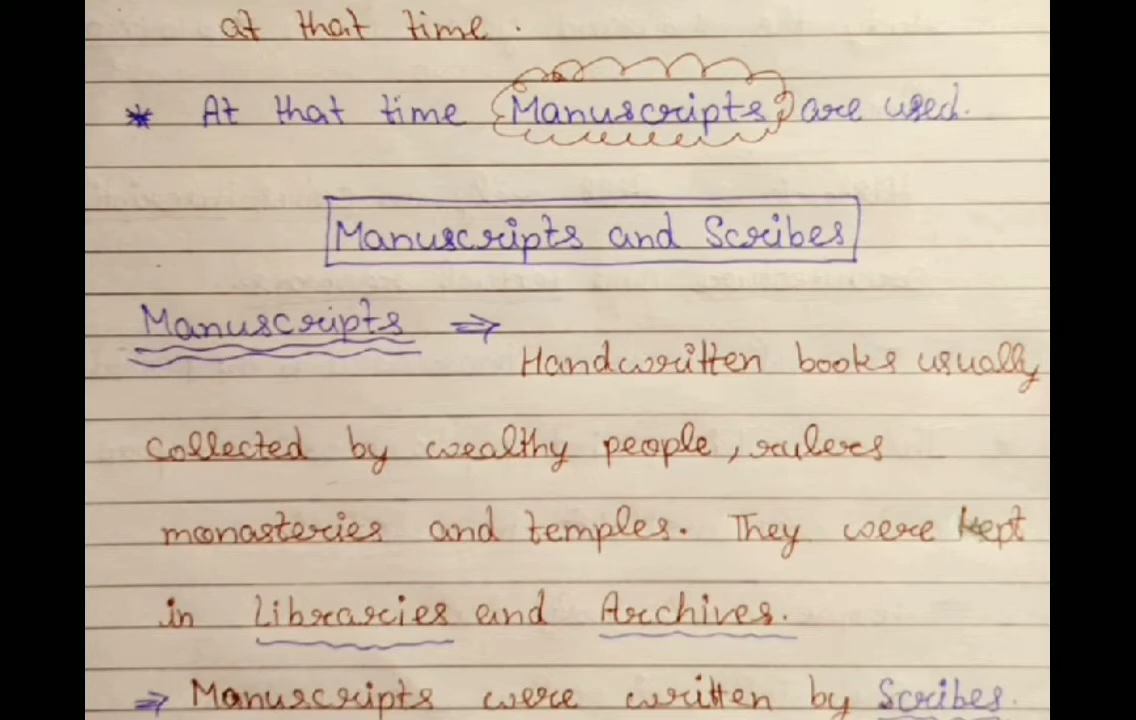 at that time.
* At that time Manuscripts are used.
Manuscripts and Scribes
Manuscripts ⇒
Handwritten books usually
collected by wealthy people, rulers
monasteries and temples. They were kept
in Libraries and Archives.
⇒ Manuscripts were written by Scribes.